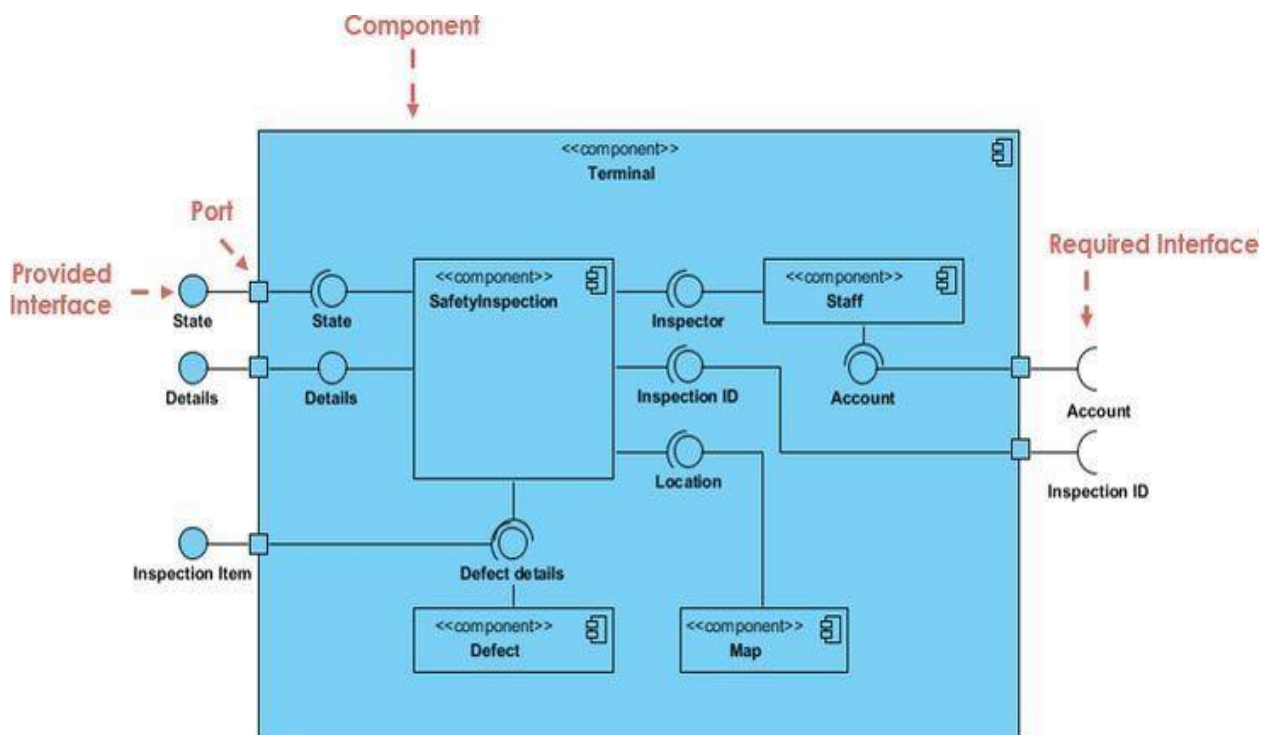 Component
<<component>>
Terminal
Port
Required Interface
Provided
Interface
<<component>>
SafetyInspection
<<component>>
Staff
State
State
Inspector
Details
Details
Inspection ID
Account
Account
Location
Inspection ID
Inspection Item
Defect details
<<component>>
Defect
<<component>>
Map